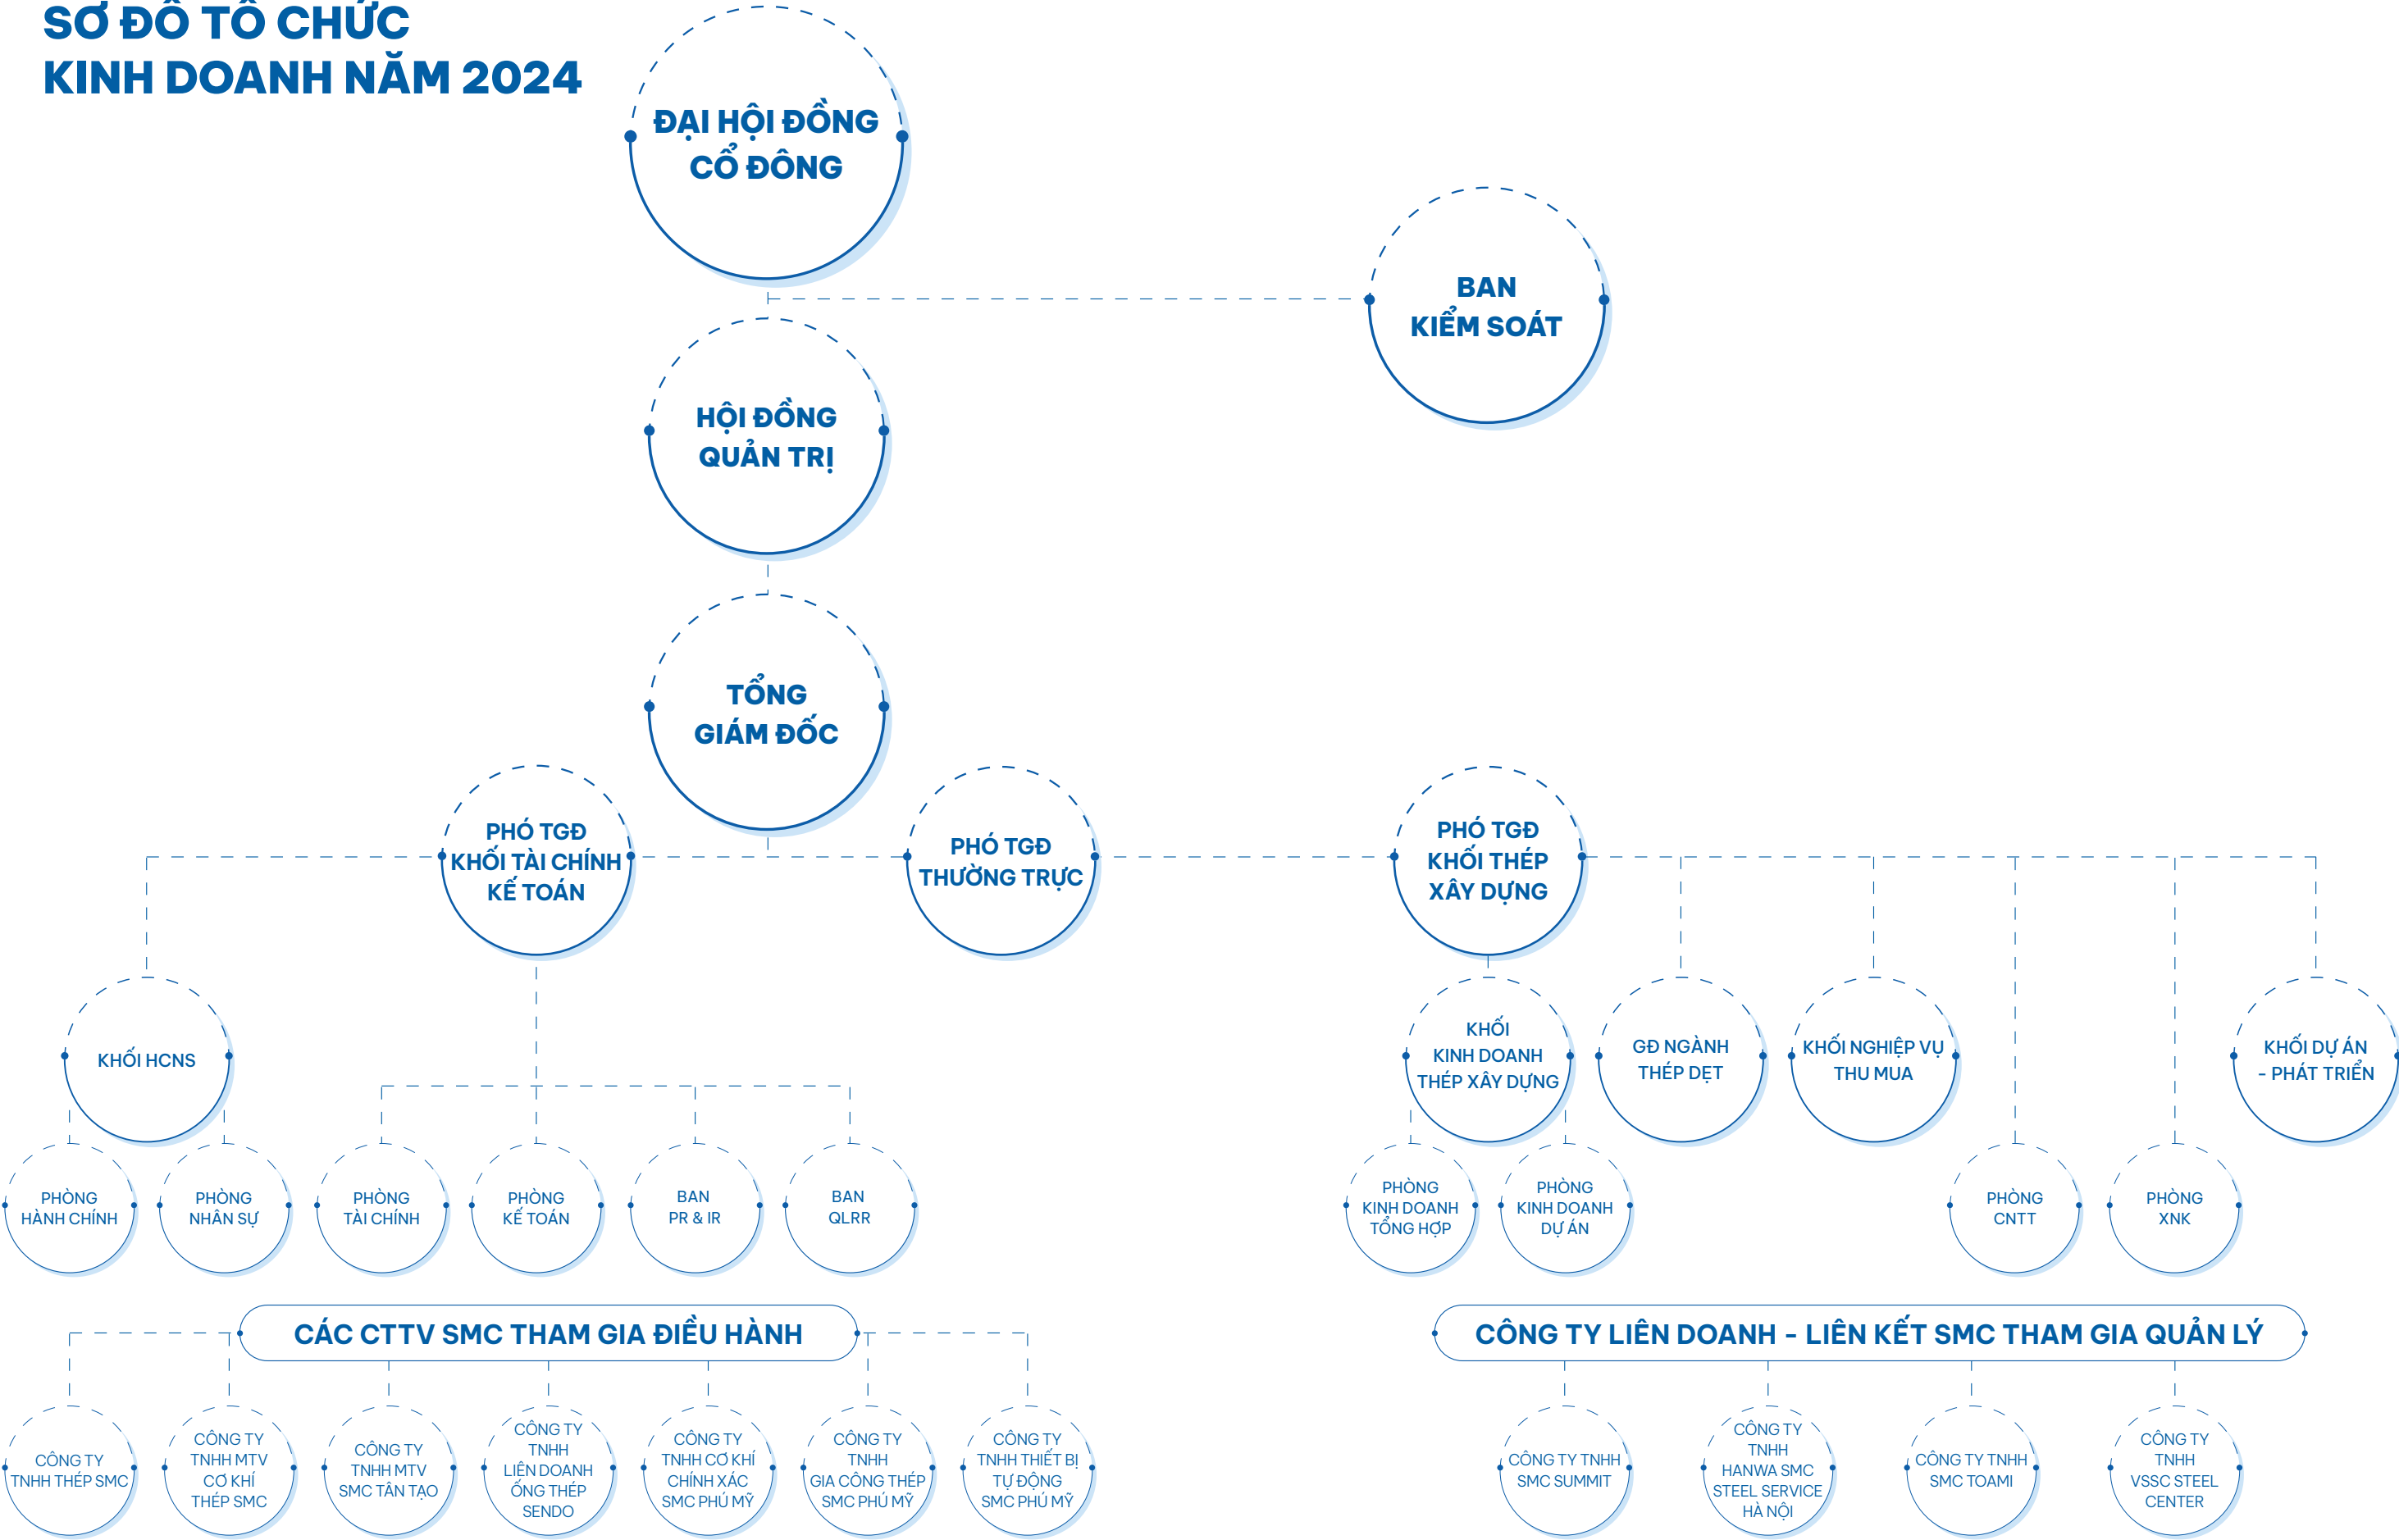 SƠ ĐỒ TỔ CHỨC
KINH DOANH NĂM 2024
ĐẠI HỘI ĐỒNG
CỔ ĐÔNG
BAN
KIỂM SOÁT
HỘI ĐỒNG
QUẢN TRỊ
TỔNG
GIÁM ĐỐC
PHÓ TGĐ
KHỐI TÀI CHÍNH
KẾ TOÁN
PHÓ TGĐ
THƯỜNG TRỰC
PHÓ TGĐ
KHỐI THÉP
XÂY DỰNG
KHỐI HCNS
KHỐI
KINH DOANH
THÉP XÂY DỰNG
GĐ NGÀNH
THÉP DẸT
KHỐI NGHIỆP VỤ
THU MUA
KHỐI DỰ ÁN
- PHÁT TRIỂN
PHÒNG
HÀNH CHÍNH
PHÒNG
NHÂN SỰ
PHÒNG
TÀI CHÍNH
PHÒNG
KẾ TOÁN
BAN
PR & IR
BAN
QLRR
PHÒNG
KINH DOANH
TỔNG HỢP
PHÒNG
KINH DOANH
DỰ ÁN
PHÒNG
CNTT
PHÒNG
XNK
CÁC CTTV SMC THAM GIA ĐIỀU HÀNH
CÔNG TY
TNHH THÉP SMC
CÔNG TY
TNHH MTV
CƠ KHÍ
THÉP SMC
CÔNG TY
TNHH MTV
SMC TÂN TẠO
CÔNG TY
TNHH
LIÊN DOANH
ỐNG THÉP
SENDO
CÔNG TY
TNHH CƠ KHÍ
CHÍNH XÁC
SMC PHÚ MỸ
CÔNG TY
TNHH
GIA CÔNG THÉP
SMC PHÚ MỸ
CÔNG TY
TNHH THIẾT BỊ
TỰ ĐỘNG
SMC PHÚ MỸ
CÔNG TY LIÊN DOANH - LIÊN KẾT SMC THAM GIA QUẢN LÝ
CÔNG TY TNHH
SMC SUMMIT
CÔNG TY
TNHH
HANWA SMC
STEEL SERVICE
HÀ NỘI
CÔNG TY TNHH
SMC TOAMI
CÔNG TY
TNHH
VSSC STEEL
CENTER